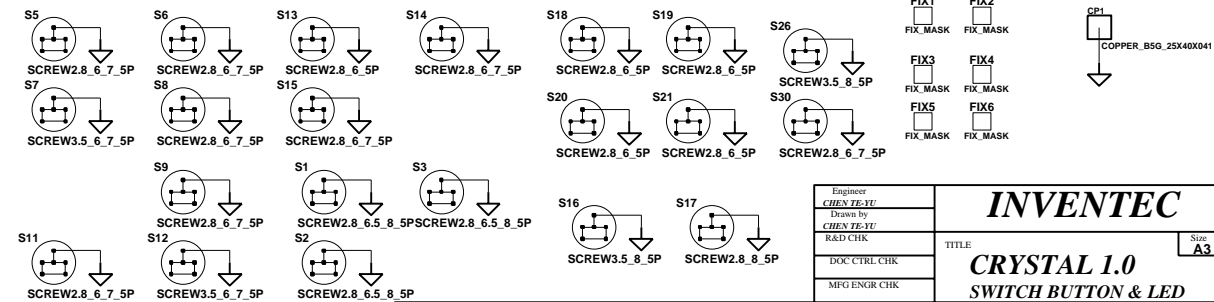 FIX1 FIX2
S5 S6 S13 S14 S18 S19 CP1
S26
FIX_MASK FIX_MASK
COPPER_B5G_25X40X041
FIX3 FIX4
SCREW2.8_6_7_5P SCREW2.8_6_7_5P SCREW2.8_6_5P SCREW2.8_6_7_5P SCREW2.8_6_5P SCREW2.8_6_5P
SCREW3.5_8_5P
S7 S8 S15
FIX_MASK FIX_MASK
S20 S21 S30
FIX5 FIX6
SCREW3.5_6_7_5P SCREW2.8_6_7_5P SCREW2.8_6_7_5P
FIX_MASK FIX_MASK
SCREW2.8_6_5P SCREW2.8_6_5P SCREW2.8_6_7_5P
S9 S1 S3
S16 S17
SCREW2.8_6_7_5P SCREW2.8_6.5_8_5P SCREW2.8_6.5_8_5P
S11 S12 S2
SCREW3.5_8_5P SCREW2.8_8_5P
SCREW2.8_6_7_5P SCREW3.5_6_7_5P SCREW2.8_6.5_8_5P
Engineer
CHEN TE-YU
Drawn by
CHEN TE-YU
R&D CHK
DOC CTRL CHK
MFG ENGR CHK
INVENTEC
TITLE
CRYSTAL 1.0
SWITCH BUTTON & LED
Size
A3